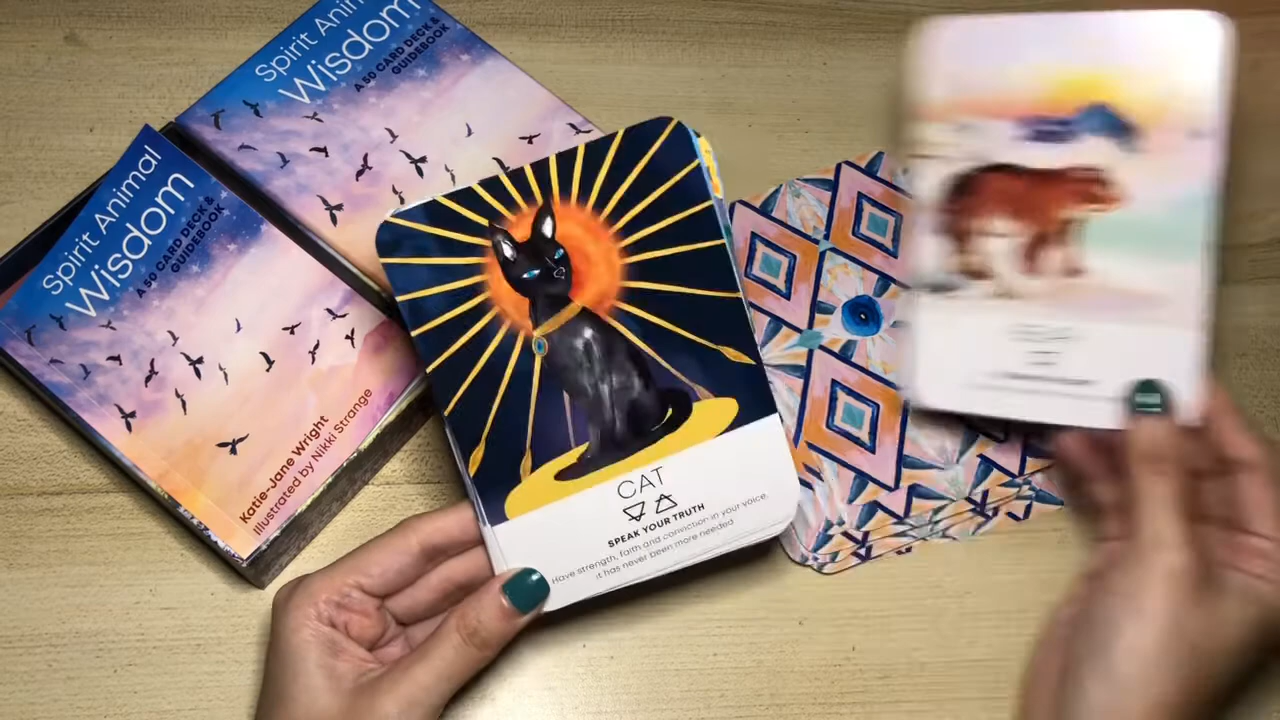 Spirit Animal
Wisdom
A 50 CARD DECK &
GUIDEBOOK
Katie-Jane Wright
Illustrated by Nikki Strange
Spirit Anim
Wisdom
A 50 CARD DECK &
GUIDEBOOK
CAT
SPEAK YOUR TRUTH
Have strength, faith and conviction in your voice,
it has never been more needed